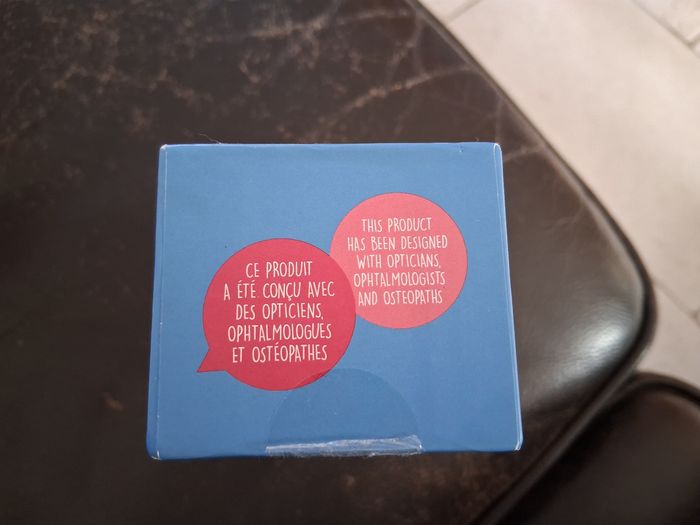 CE PRODUIT
A ÉTÉ CONÇU AVEC
DES OPTICIENS,
OPHTALMOLOGUES
ET OSTÉOPATHES
THIS PRODUCT
HAS BEEN DESIGNED
WITH OPTICIANS,
OPHTALMOLOGISTS
AND OSTEOPATHS